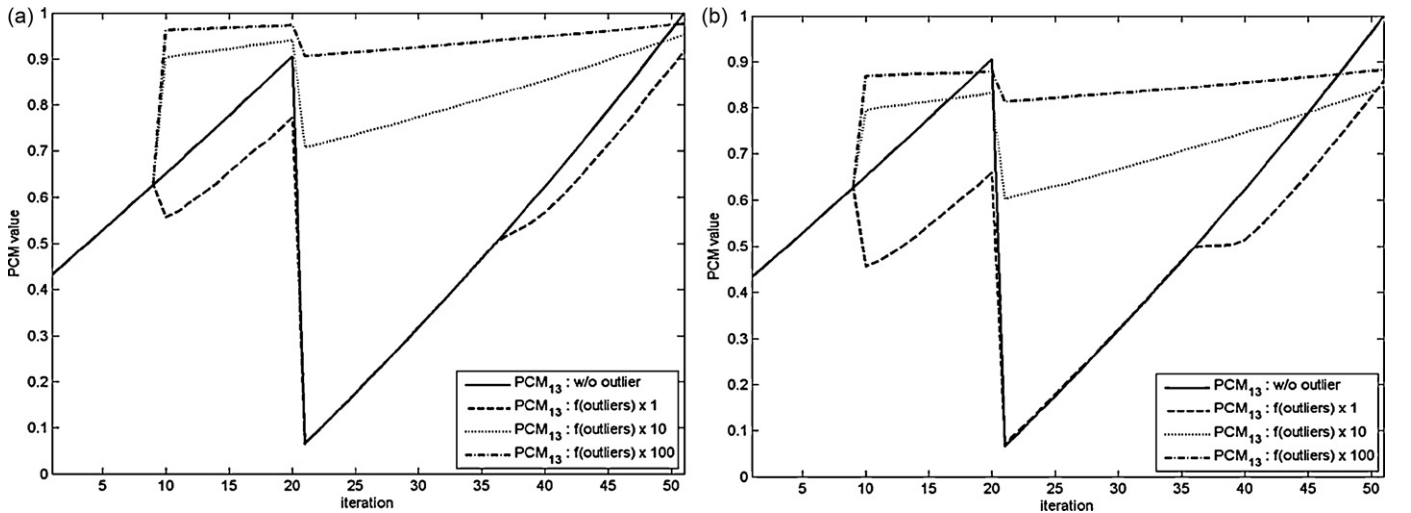 (a)
1
0.9
0.8
0.7
0.6
0.5
0.4
0.3
0.2
0.1
0
PCM value
5 10 15 20 25 30 35 40 45 50
iteration
PCM13 : w/o outlier
PCM13 : f(outliers) x 1
PCM13 : f(outliers) x 10
PCM13 : f(outliers) x 100
(b)
1
0.9
0.8
0.7
0.6
0.5
0.4
0.3
0.2
0.1
0
PCM value
5 10 15 20 25 30 35 40 45 50
iteration
PCM13 : w/o outlier
PCM13 : f(outliers) x 1
PCM13 : f(outliers) x 10
PCM13 : f(outliers) x 100